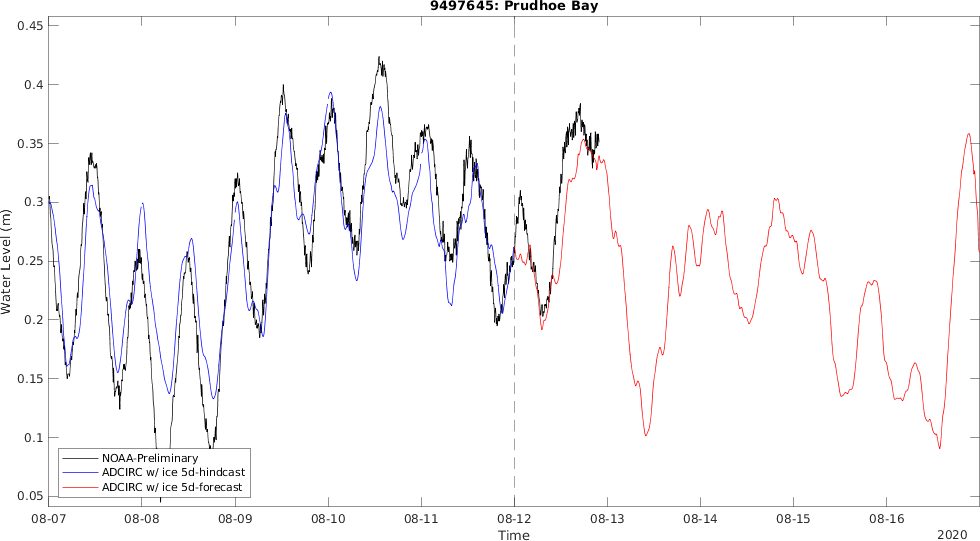 9497645: Prudhoe Bay
0.45
0.4
0.35
0.3
0.25
0.2
0.15
0.1
0.05
Water Level (m)
NOAA-Preliminary
ADCIRC w/ ice 5d-hindcast
ADCIRC w/ ice 5d-forecast
08-07 08-08 08-09 08-10 08-11 08-12 08-13 08-14 08-15 08-16
Time
2020